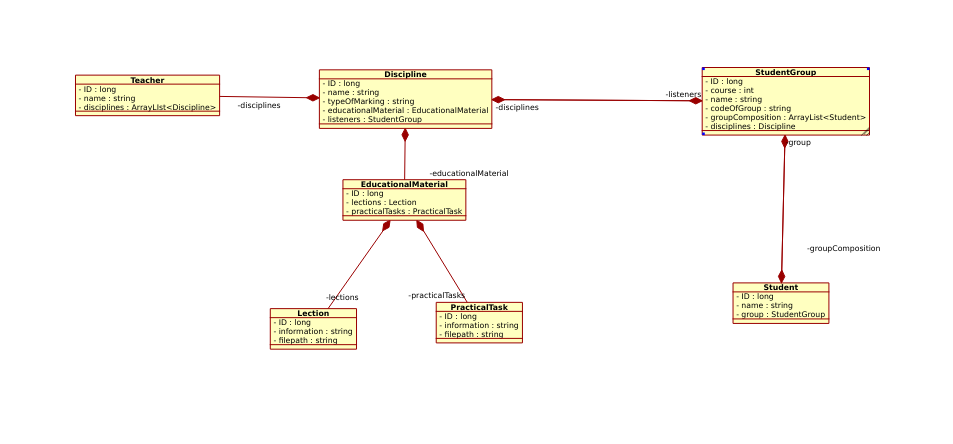 Teacher
- ID : long
- name : string
- disciplines : ArrayList<Discipline>
-disciplines
Discipline
- ID : long
- name : string
- typeOfMarking : string
- educationalMaterial : EducationalMaterial
- listeners : StudentGroup
-disciplines
-listeners
StudentGroup
- ID : long
- course : int
- name : string
- codeOfGroup : string
- groupComposition : ArrayList<Student>
- disciplines : Discipline
-group
-educationalMaterial
EducationalMaterial
- ID : long
- lections : Lection
- practicalTasks : PracticalTask
-groupComposition
-lections
-practicalTasks
Lection
- ID : long
- information : string
- filepath : string
PracticalTask
- ID : long
- information : string
- filepath : string
Student
- ID : long
- name : string
- group : StudentGroup